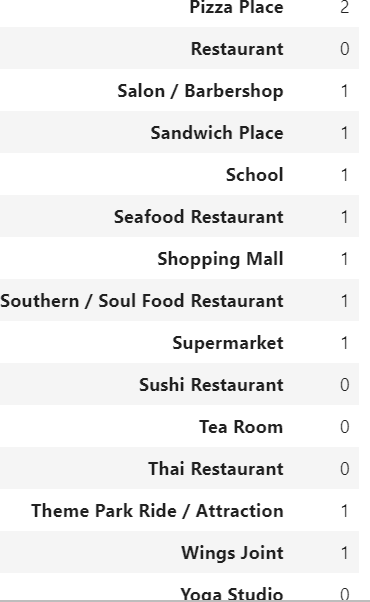 Pizza Place 2
Restaurant 0
Salon / Barbershop 1
Sandwich Place 1
School 1
Seafood Restaurant 1
Shopping Mall 1
Southern / Soul Food Restaurant 1
Supermarket 1
Sushi Restaurant 0
Tea Room 0
Thai Restaurant 0
Theme Park Ride / Attraction 1
Wings Joint 1
Yoga Studio 0